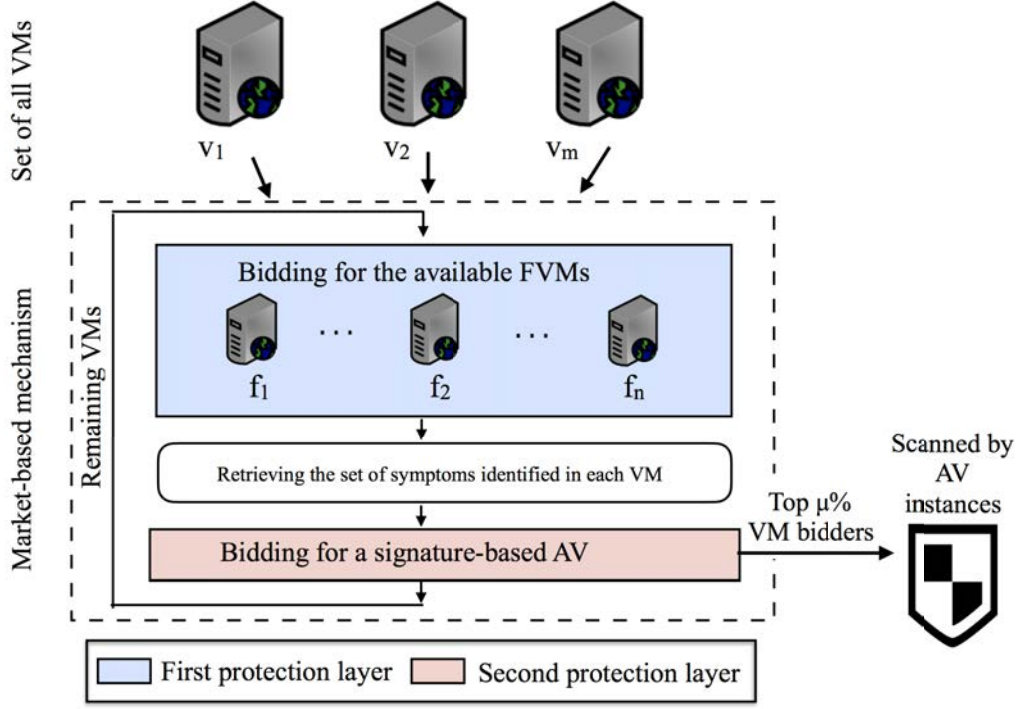 Set of all VMs
v1
v2
vm
Market-based mechanism
Remaining VMs
Bidding for the available FVMs
...
...
f1
f2
fn
Retrieving the set of symptoms identified in each VM
Bidding for a signature-based AV
Top μ%
VM bidders
Scanned by
AV
instances
First protection layer
Second protection layer